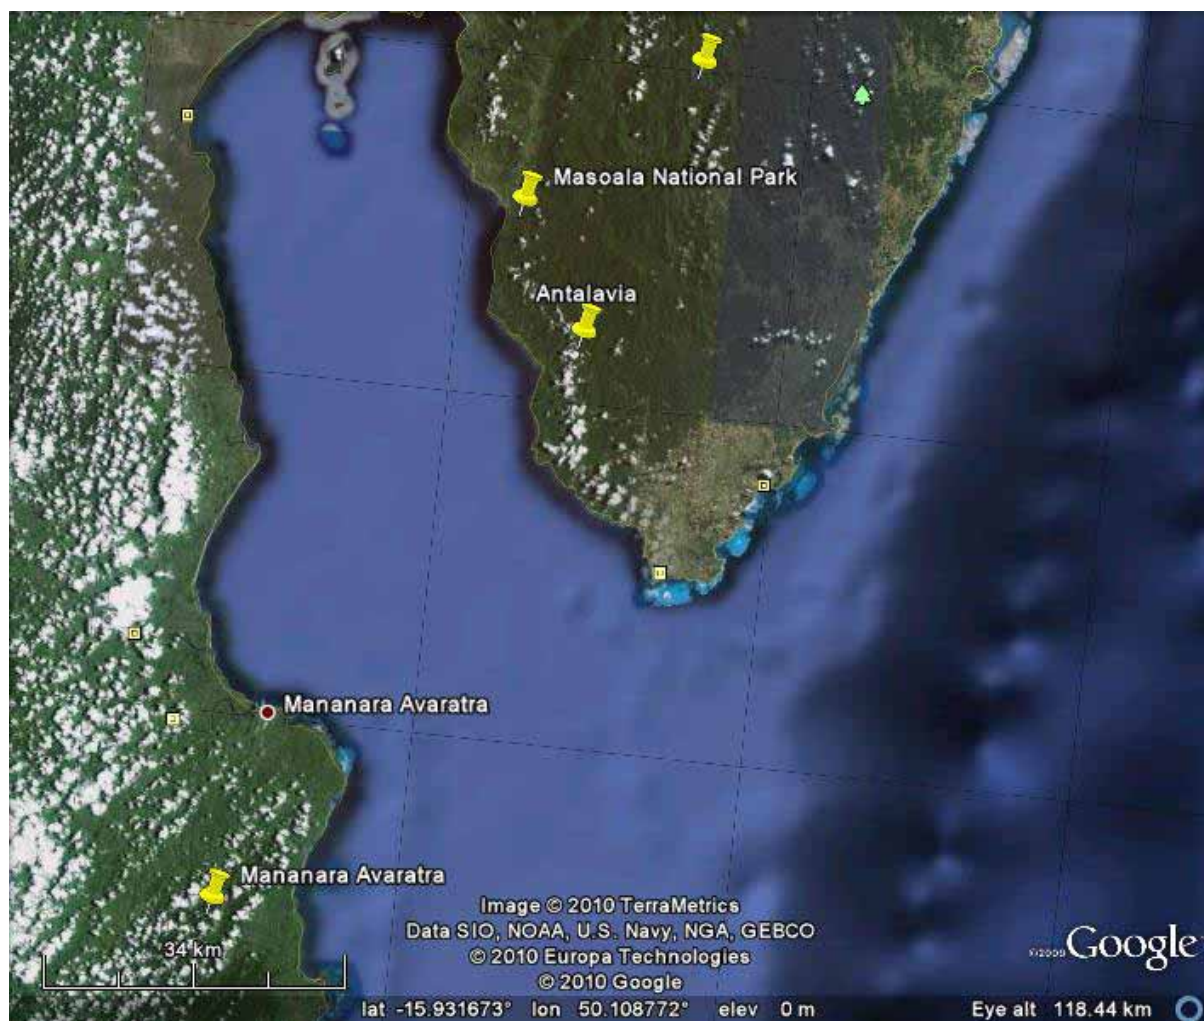 Masoala National Park
Antalavia
Mananara Avaratra
Mananara Avaratra
Image © 2010 TerraMetrics
Data SIO, NOAA, U.S. Navy, NGA, GEBCO
© 2010 Europa Technologies
© 2010 Google
34 km
©2009 Google
lat -15.931673° lon 50.108772° elev 0 m Eye alt 118.44 km